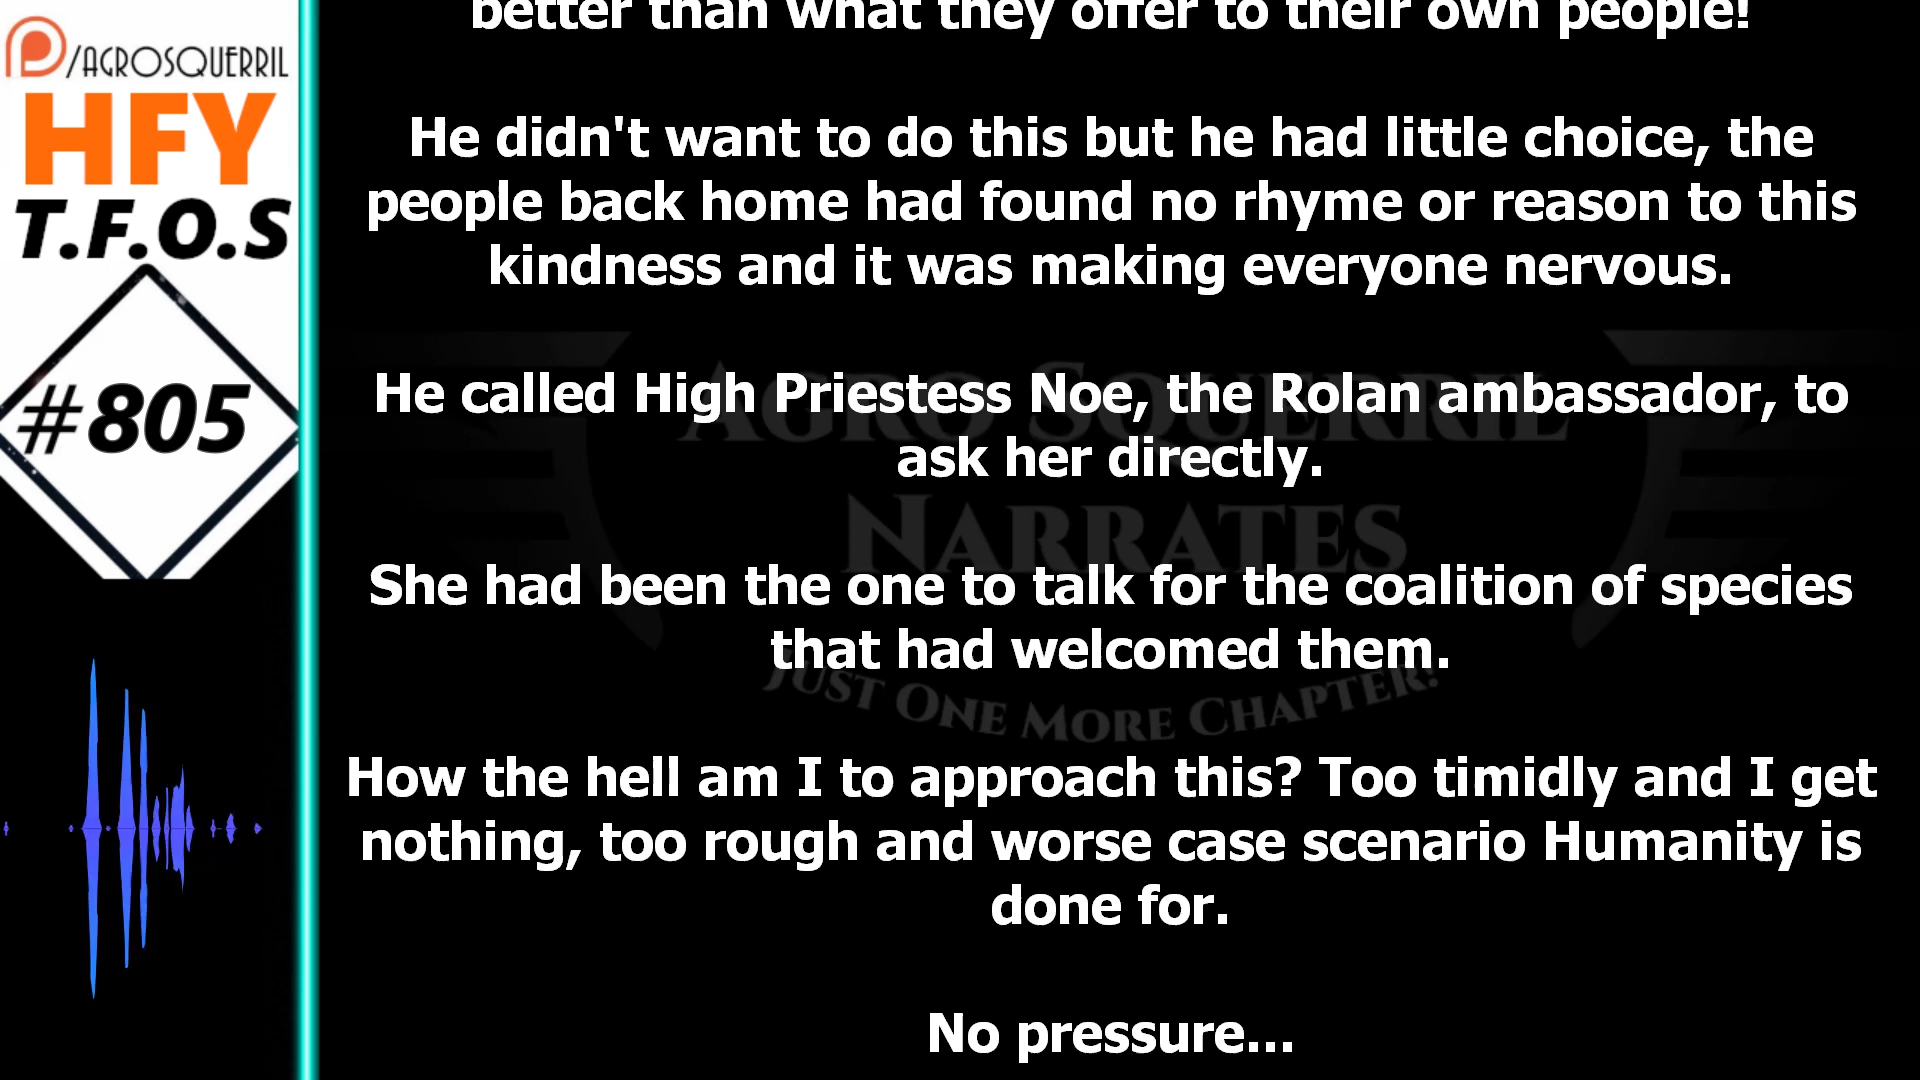 /AGROSQUERRIL
HFY
T.F.O.S
#805
better than what they offer to their own people!
He didn't want to do this but he had little choice, the
people back home had found no rhyme or reason to this
kindness and it was making everyone nervous.
He called High Priestess Noe, the Rolan ambassador, to
ask her directly.
She had been the one to talk for the coalition of species
that had welcomed them.
How the hell am I to approach this? Too timidly and I get
nothing, too rough and worse case scenario Humanity is
done for.
No pressure...
AGRO SQUERRIL
NARRATES
JUST ONE MORE CHAPTER!